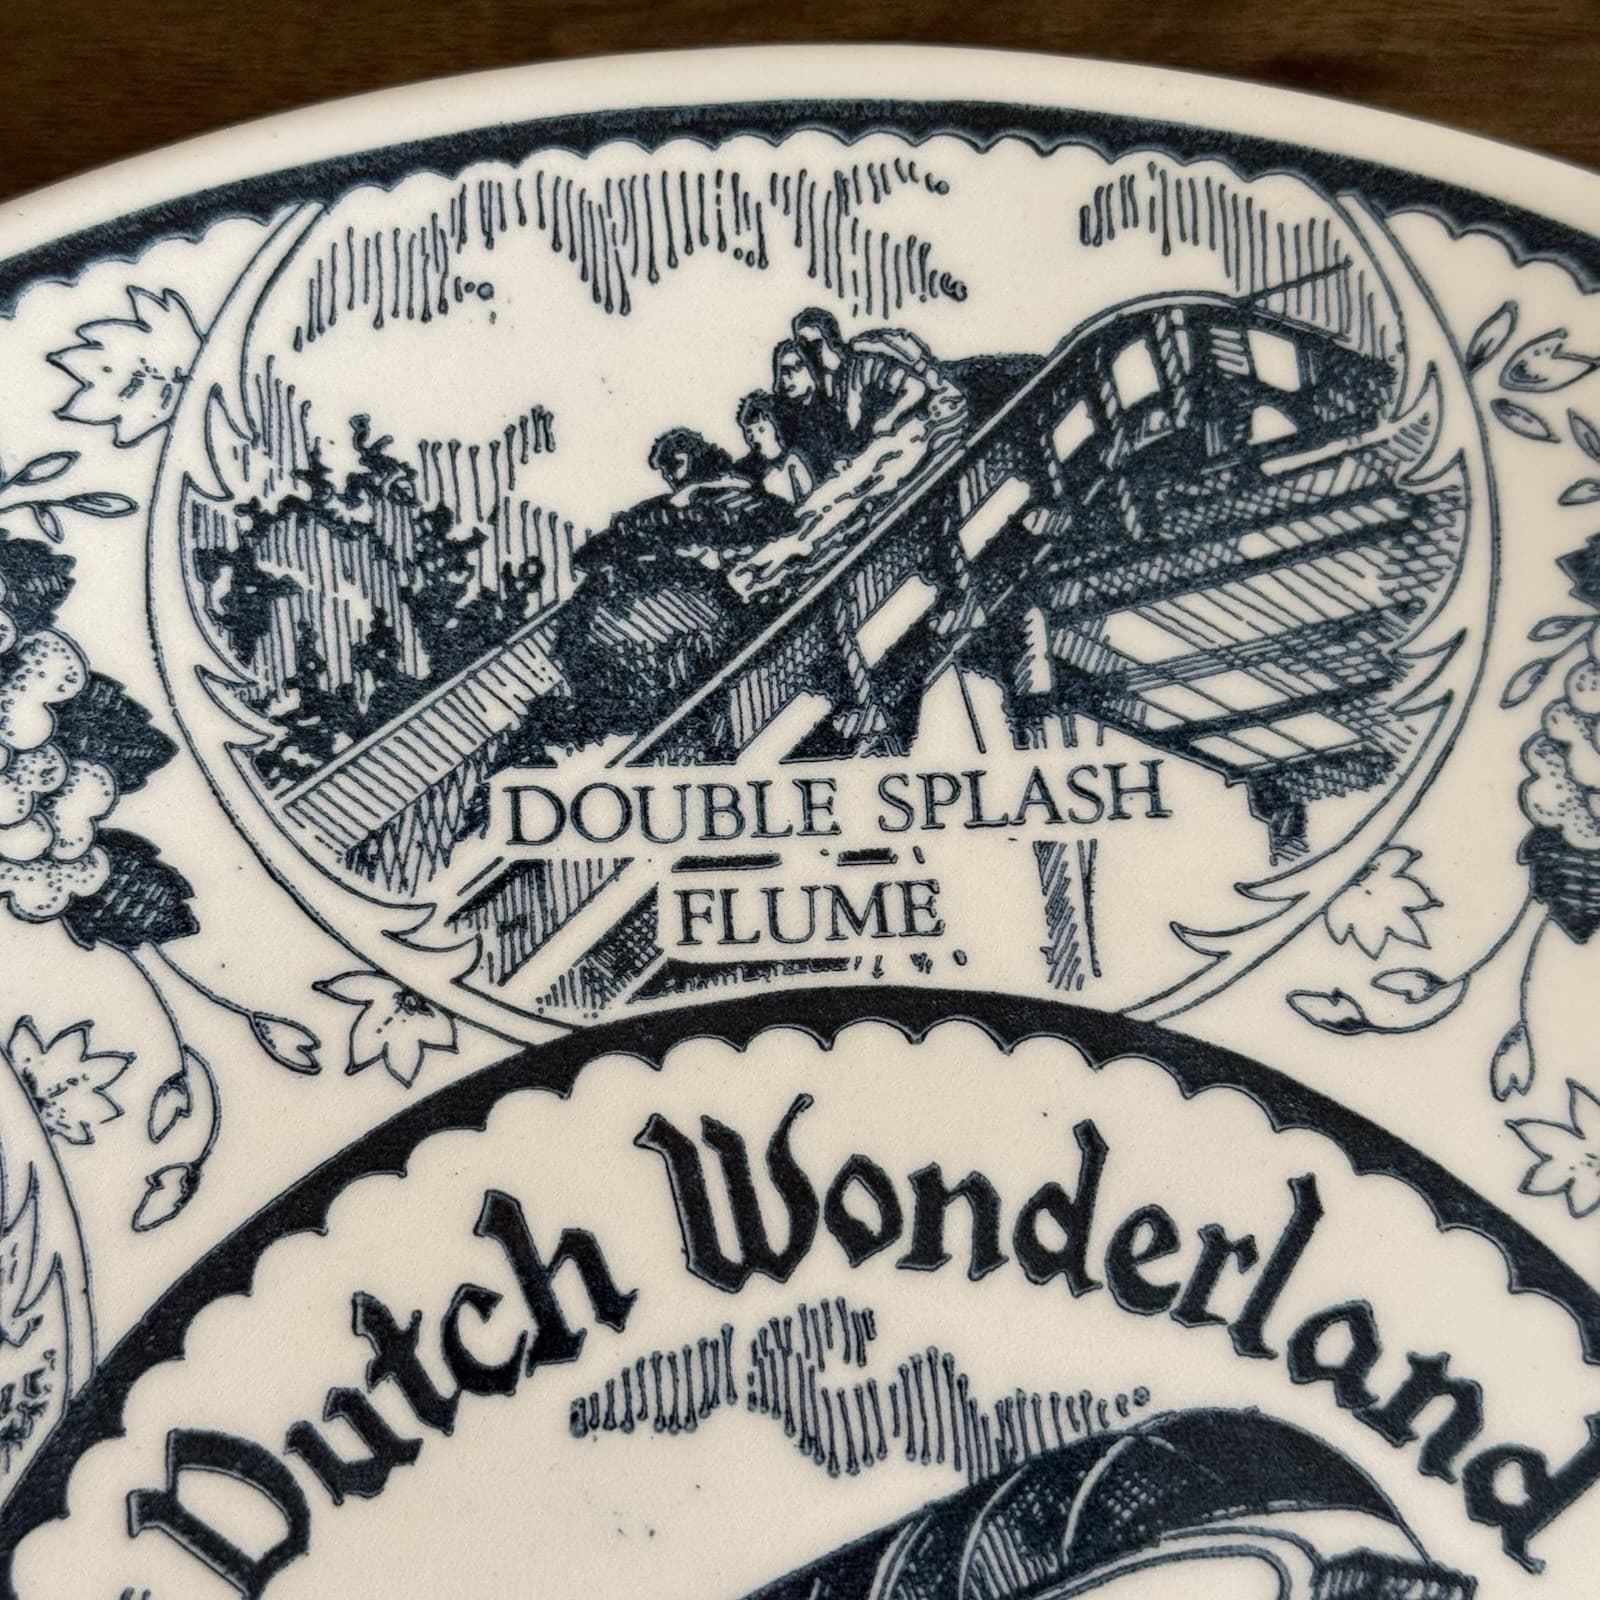 DOUBLE SPLASH
FLUME
Dutch Wonderland